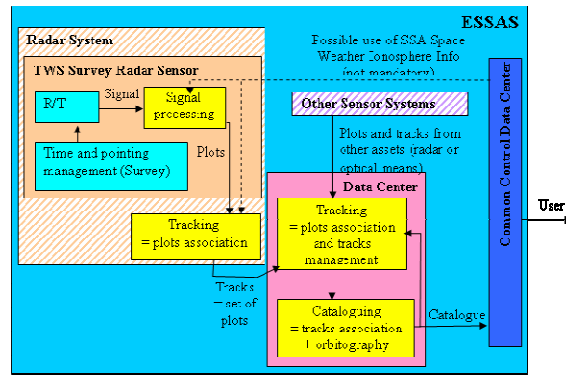 ESSAS
Radar System
Possible use of SSA Space
Weather Ionosphere Info
(not mandatory)
TWS Survey Radar Sensor
R/T
Signal
Signal
processing
Other Sensor Systems
Time and pointing
management (Survey)
Plots
Plots and tracks from
other assets (radar or
optical means)
Common Control Data Center
User
Data Center
Tracking
= plots association
Tracking
= plots association
and tracks
management
Tracks
= set of
plots
Cataloguing
= tracks association
+ orbitography
Catalogue